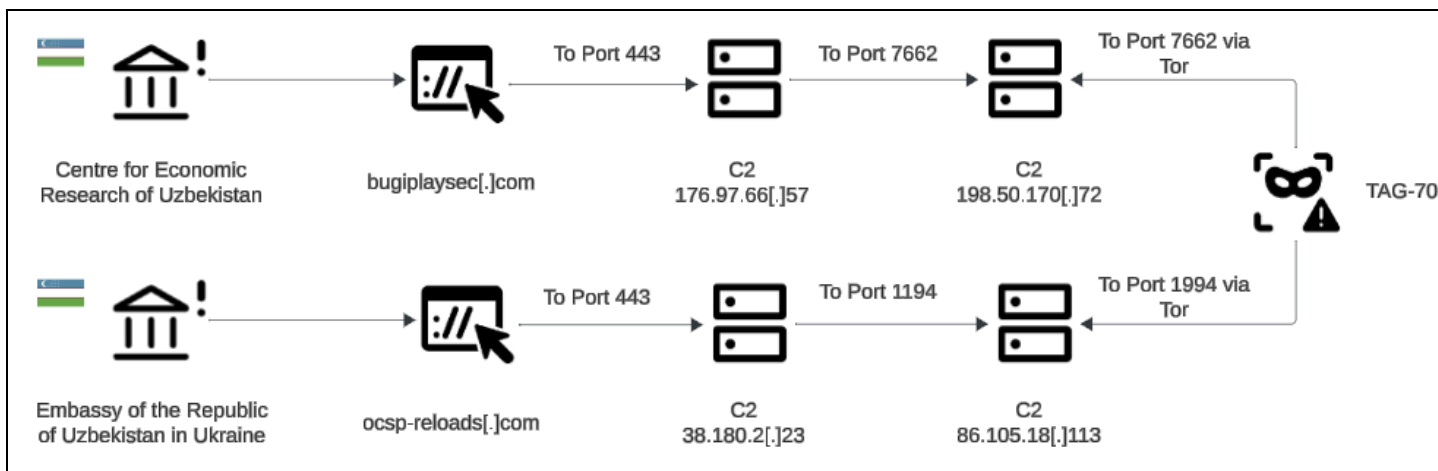 To Port 443
To Port 7662
To Port 7662 via
Tor
://
Centre for Economic
Research of Uzbekistan
bugiplaysec[.]com
C2
176.97.66[.]57
C2
198.50.170[.]72
TAG-70
To Port 443
To Port 1194
To Port 1994 via
Tor
://
Embassy of the Republic
of Uzbekistan in Ukraine
ocsp-reloads[.]com
C2
38.180.2[.]23
C2
86.105.18[.]113